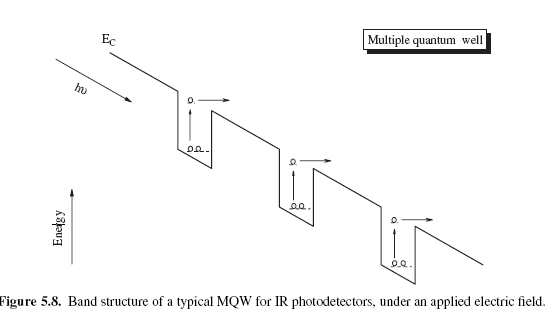 E_C
Multiple quantum well
hυ
Energy
Figure 5.8. Band structure of a typical MQW for IR photodetectors, under an applied electric field.